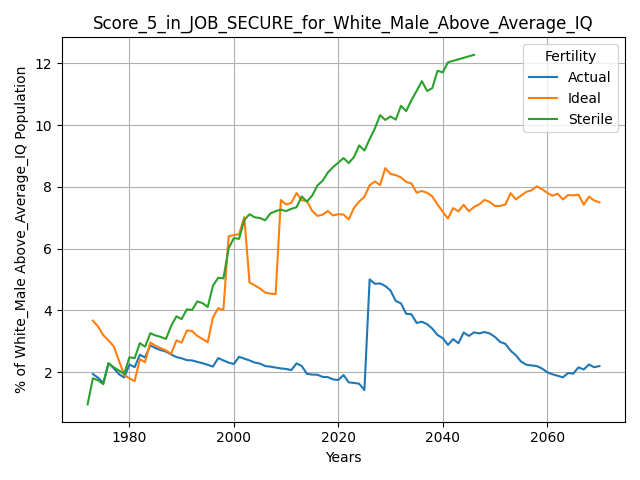 Score_5_in_JOB_SECURE_for_White_Male_Above_Average_IQ
% of White_Male Above_Average_IQ Population
12
10
8
6
4
2
Fertility
Actual
Ideal
Sterile
1980
2000
2020
2040
2060
Years